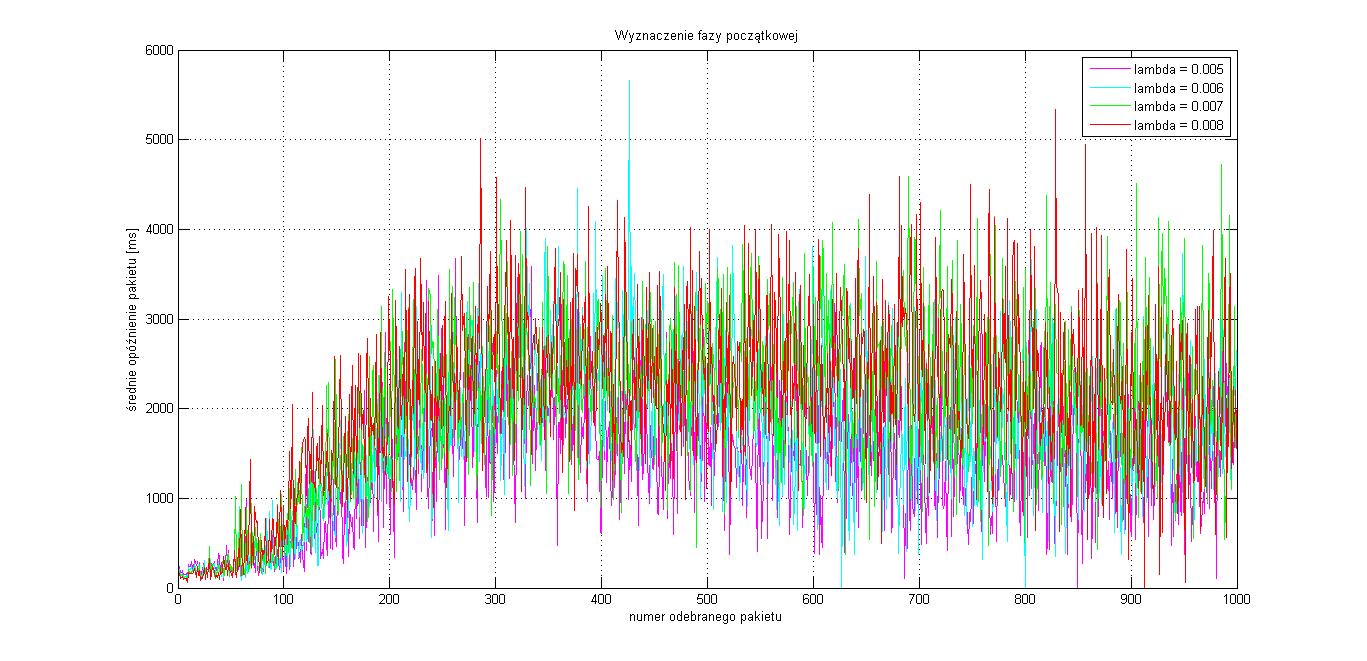 Wyznaczenie fazy początkowej
lambda = 0.005
lambda = 0.006
lambda = 0.007
lambda = 0.008
średnie opóźnienie pakietu [ms]
6000
5000
4000
3000
2000
1000
0
0 100 200 300 400 500 600 700 800 900 1000
numer odebranego pakietu